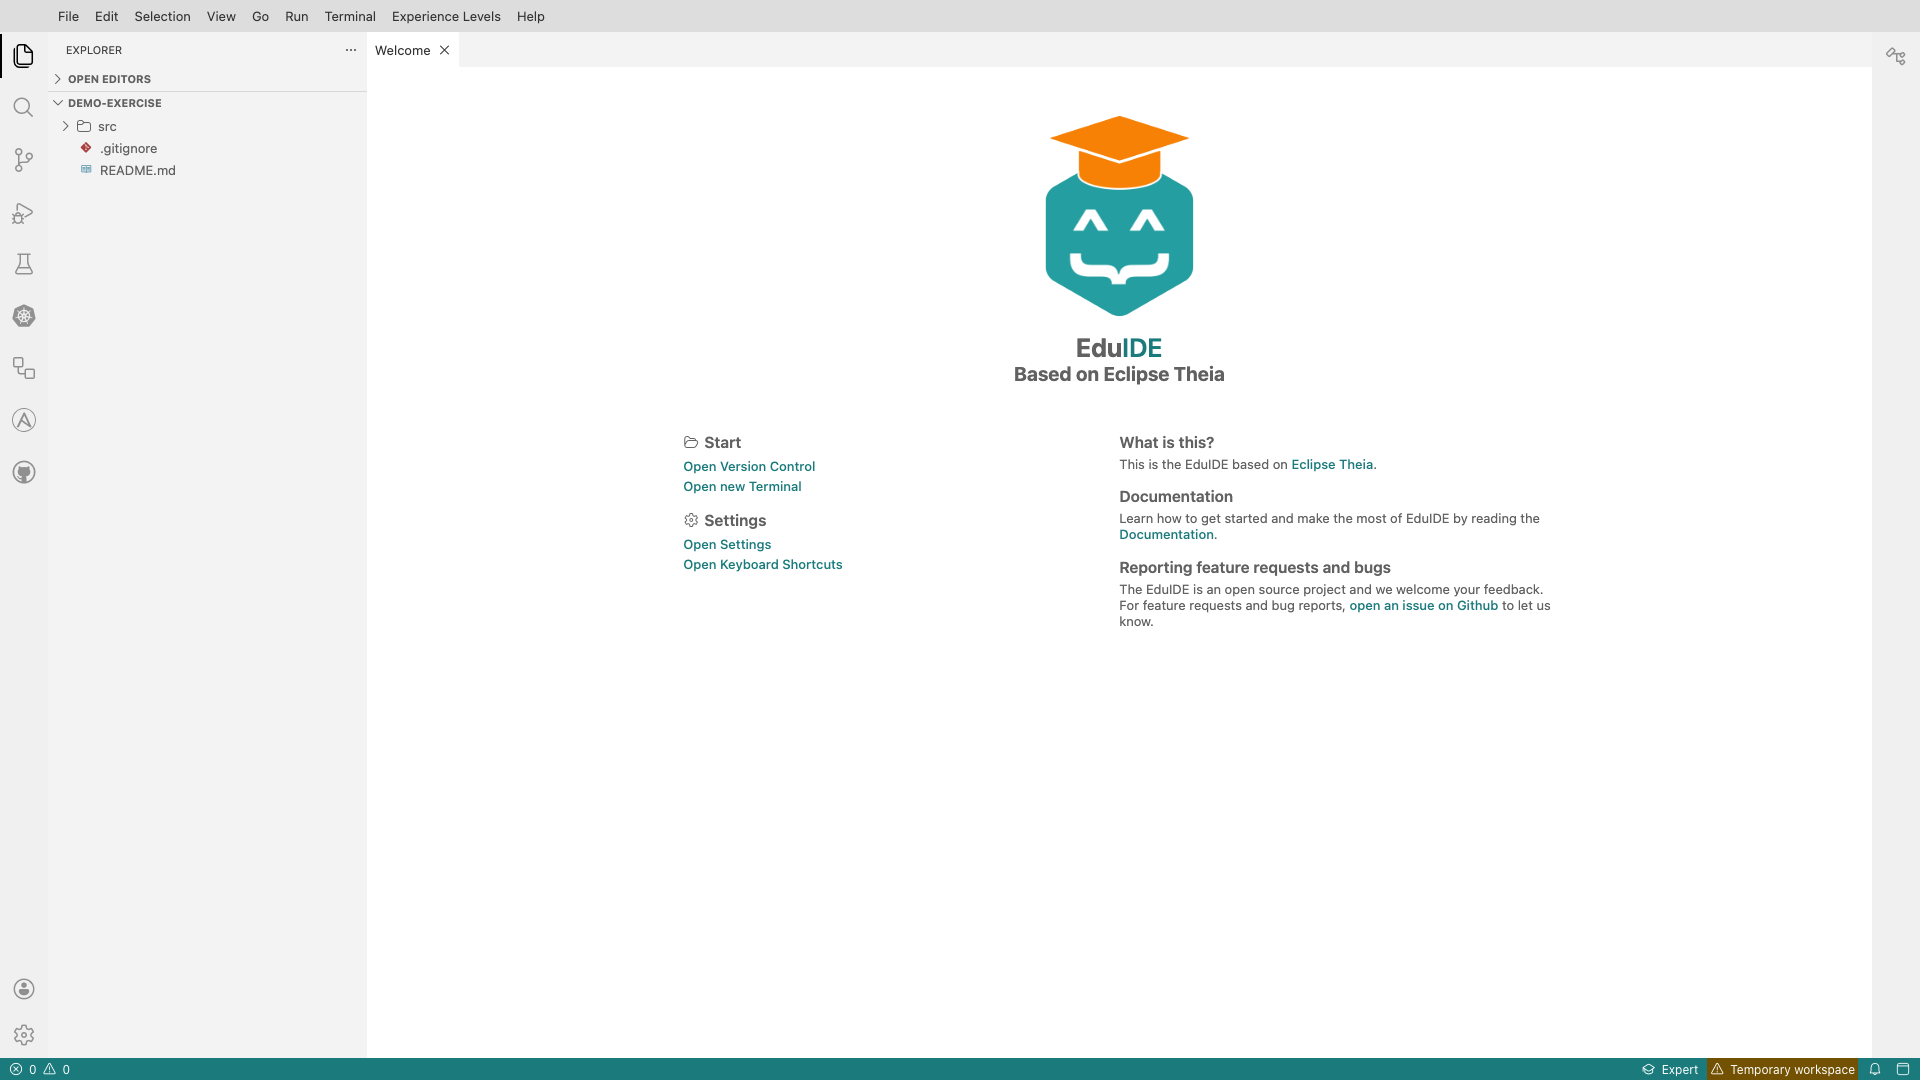 File Edit Selection View Go Run Terminal Experience Levels Help
EXPLORER
OPEN EDITORS
DEMO-EXERCISE
src
.gitignore
README.md
Welcome
EduIDE
Based on Eclipse Theia
Start
Open Version Control
Open new Terminal
Settings
Open Settings
Open Keyboard Shortcuts
What is this?
This is the EduIDE based on Eclipse Theia.
Documentation
Learn how to get started and make the most of EduIDE by reading the
Documentation.
Reporting feature requests and bugs
The EduIDE is an open source project and we welcome your feedback.
For feature requests and bug reports, open an issue on Github to let us
know.
0 0
Expert Temporary workspace